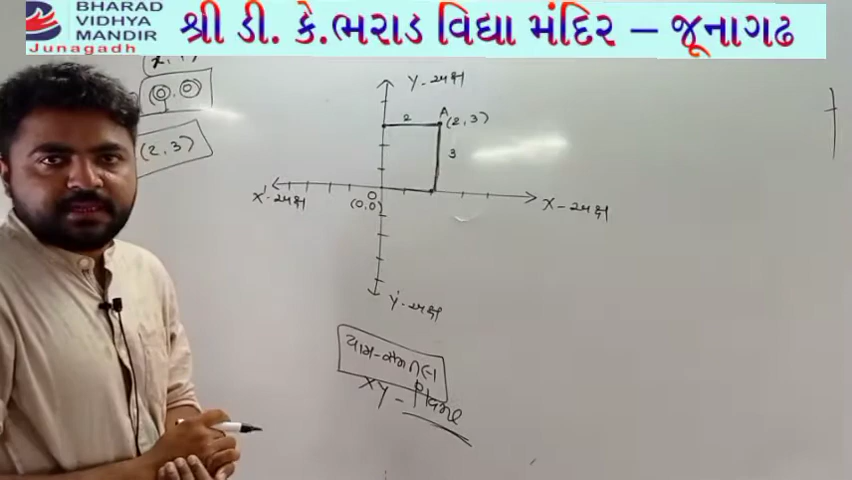 BHARAD
VIDHYA
MANDIR
Junagadh
શ્રી ડી. કે.ભરાડ વિદ્યા મંદિર – જૂનાગઢ
(0, 0)
(2, 3)
Y-અક્ષ
2
A
(2, 3)
3
X'-અક્ષ
O
(0,0)
X-અક્ષ
Y'-અક્ષ
યામ-
XY-